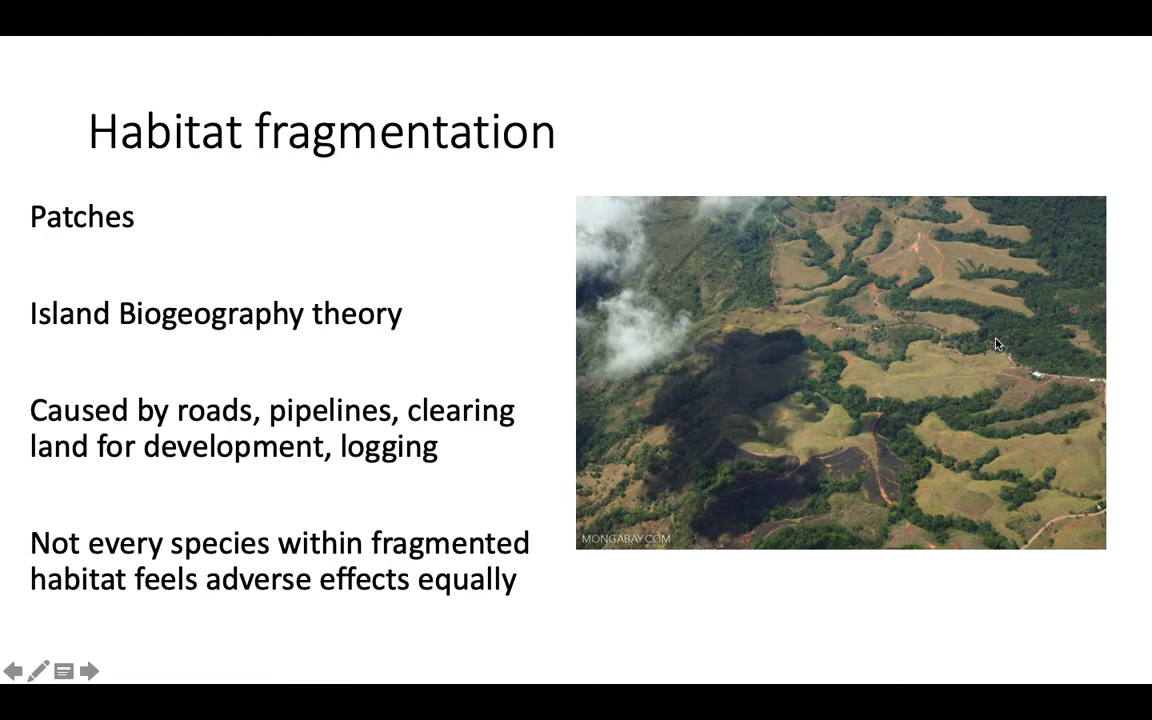 Habitat fragmentation
Patches
Island Biogeography theory
Caused by roads, pipelines, clearing
land for development, logging
Not every species within fragmented
habitat feels adverse effects equally
MONGABAY.COM